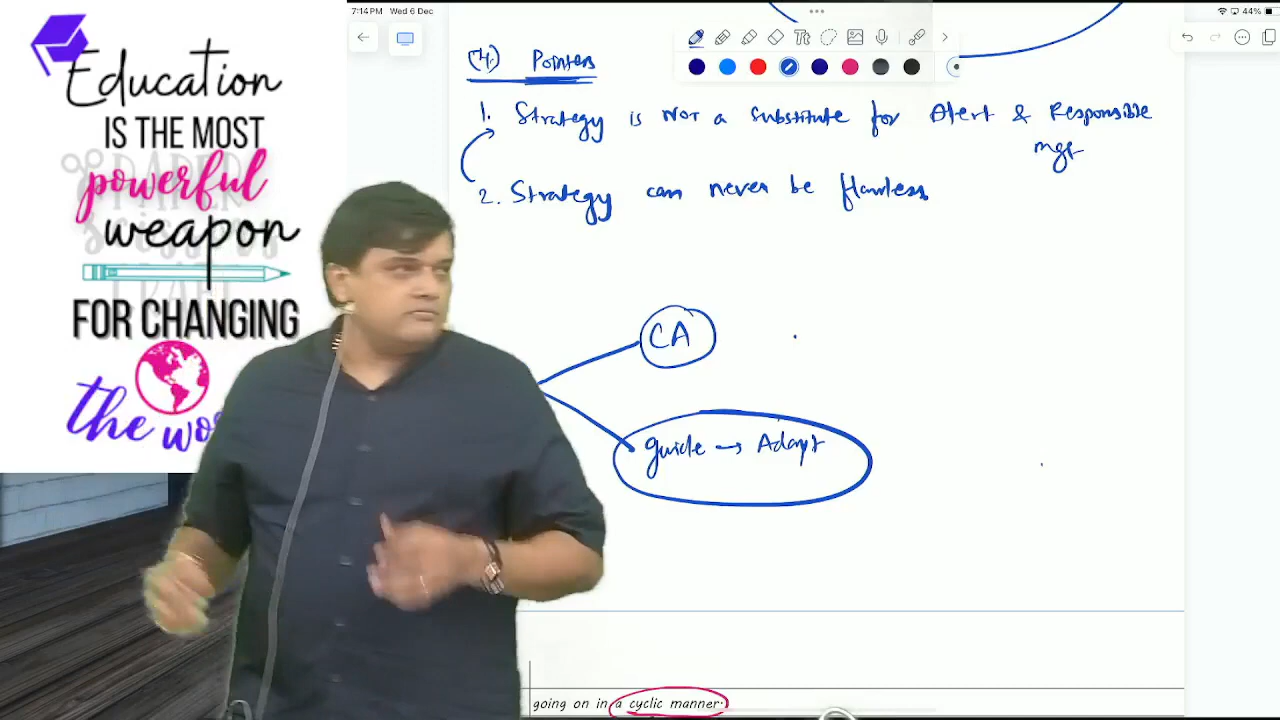 7:14 PM Wed 6 Dec
44%
Education
IS THE MOST
powerful
weapon
FOR CHANGING
the wo
(4.) Pointers
Tt
1. Strategy is NOT a substitute for Alert & Responsible
mgt
2. Strategy can never be flawless
CA
guide → Adapt
going on in a cyclic manner.